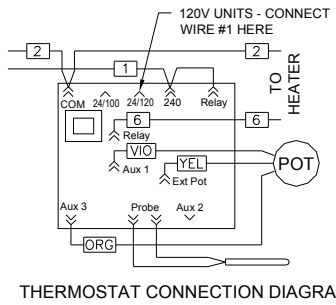 120V UNITS - CONNECT
WIRE #1 HERE
2
2
1
TO
HEATER
COM
24/100
24/120
240
Relay
6
6
Relay
VIO
Aux 1
YEL
POT
Ext Pot
Aux 3
Probe
Aux 2
ORG
THERMOSTAT CONNECTION DIAGRA